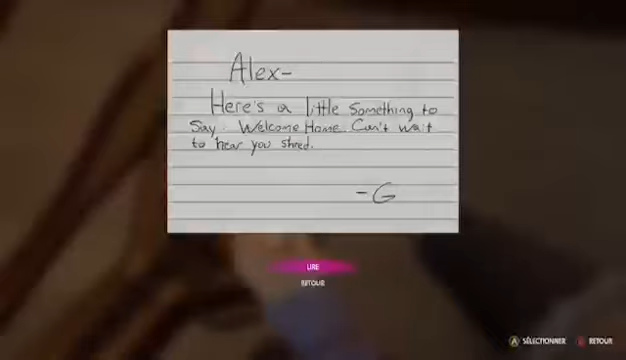 Alex-
Here's a little something to
Say: Welcome Home. Can't wait
to hear you shred.
-G
LIRE
RETOUR
A SÉLECTIONNER B RETOUR